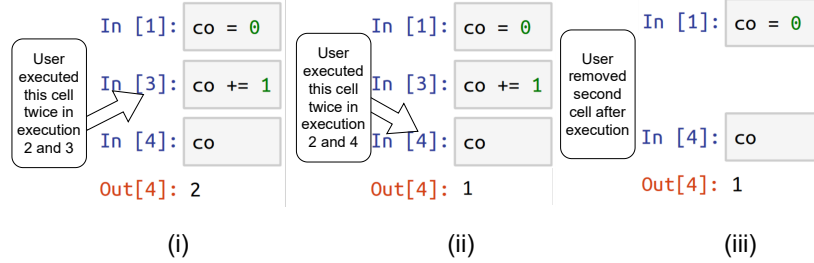 In [1]: co = 0
User executed this cell twice in execution 2 and 3
In [3]: co += 1
In [4]: co
Out[4]: 2
(i)
In [1]: co = 0
User executed this cell twice in execution 2 and 4
In [3]: co += 1
In [4]: co
Out[4]: 1
(ii)
In [1]: co = 0
User removed second cell after execution
In [4]: co
Out[4]: 1
(iii)